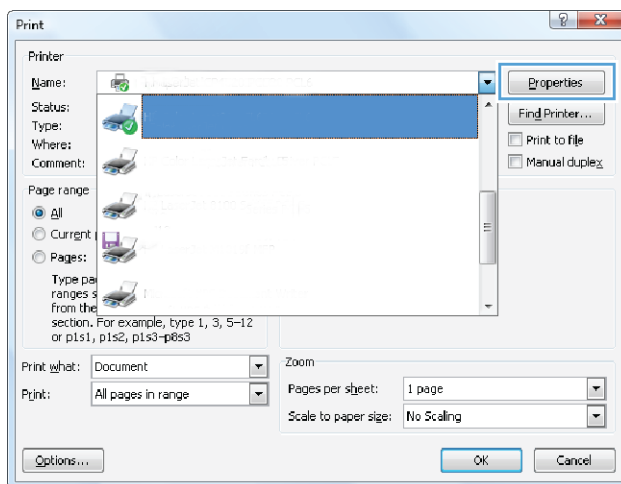 Print
Printer
Name:
Properties
Status:
Find Printer...
Type:
Where:
Print to file
Comment:
Manual duplex
Page range
All
Current
Pages:
Type
ranges
from the
section. For example, type 1, 3, 5–12
or p1s1, p1s2, p1s3–p8s3
Print what: Document
Print: All pages in range
Zoom
Pages per sheet: 1 page
Scale to paper size: No Scaling
Options...
OK
Cancel